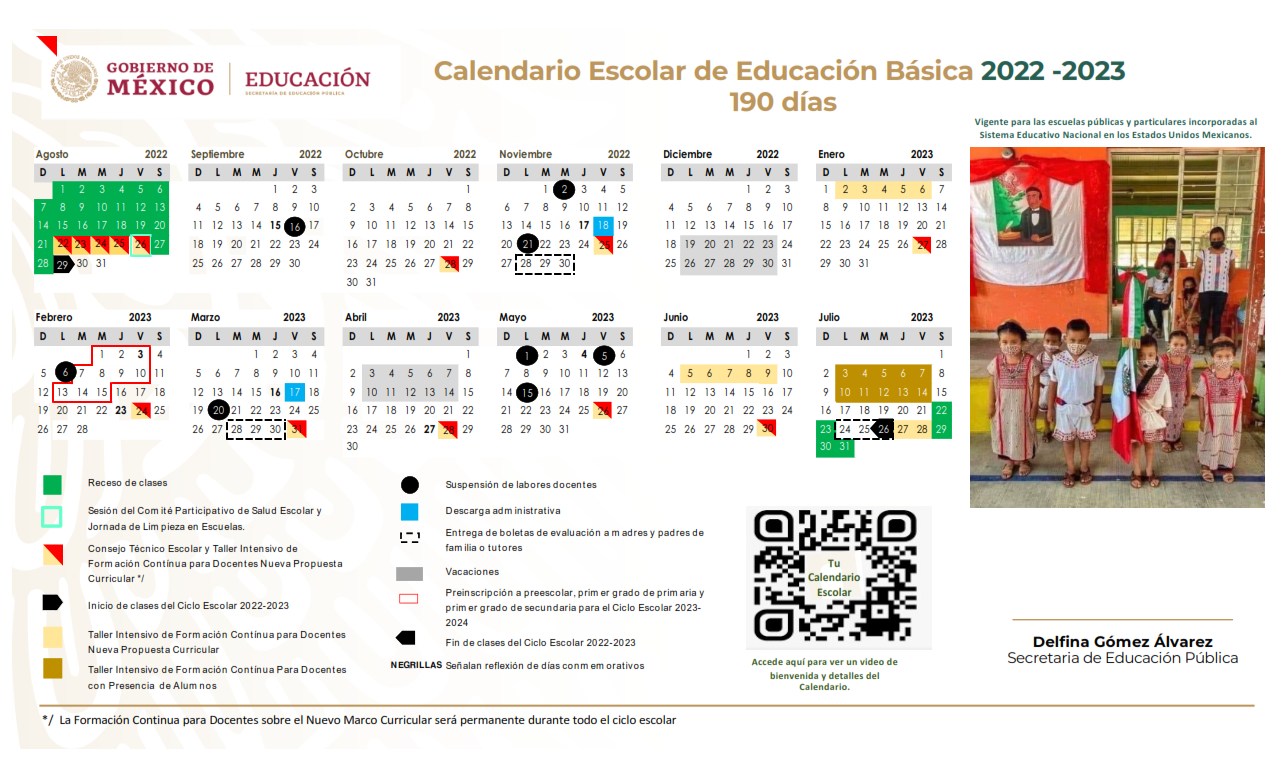 GOBIERNO DE
MÉXICO
EDUCACIÓN
SECRETARÍA DE EDUCACIÓN PÚBLICA
Calendario Escolar de Educación Básica 2022 -2023
190 días
Vigente para las escuelas públicas y particulares incorporadas al
Sistema Educativo Nacional en los Estados Unidos Mexicanos.
Agosto 2022
D L M M J V S
1 2 3 4 5 6
7 8 9 10 11 12 13
14 15 16 17 18 19 20
21 22 23 24 25 26 27
28 29 30 31
Septiembre 2022
D L M M J V S
1 2 3
4 5 6 7 8 9 10
11 12 13 14 15 16 17
18 19 20 21 22 23 24
25 26 27 28 29 30
Octubre 2022
D L M M J V S
1
2 3 4 5 6 7 8
9 10 11 12 13 14 15
16 17 18 19 20 21 22
23 24 25 26 27 28 29
30 31
Noviembre 2022
D L M M J V S
1 2 3 4 5
6 7 8 9 10 11 12
13 14 15 16 17 18 19
20 21 22 23 24 25 26
27 28 29 30
Diciembre 2022
D L M M J V S
1 2 3
4 5 6 7 8 9 10
11 12 13 14 15 16 17
18 19 20 21 22 23 24
25 26 27 28 29 30 31
Enero 2023
D L M M J V S
1 2 3 4 5 6 7
8 9 10 11 12 13 14
15 16 17 18 19 20 21
22 23 24 25 26 27 28
29 30 31
Febrero 2023
D L M M J V S
1 2 3 4
5 6 7 8 9 10 11
12 13 14 15 16 17 18
19 20 21 22 23 24 25
26 27 28
Marzo 2023
D L M M J V S
1 2 3 4
5 6 7 8 9 10 11
12 13 14 15 16 17 18
19 20 21 22 23 24 25
26 27 28 29 30 31
Abril 2023
D L M M J V S
1
2 3 4 5 6 7 8
9 10 11 12 13 14 15
16 17 18 19 20 21 22
23 24 25 26 27 28 29
30
Mayo 2023
D L M M J V S
1 2 3 4 5 6
7 8 9 10 11 12 13
14 15 16 17 18 19 20
21 22 23 24 25 26 27
28 29 30 31
Junio 2023
D L M M J V S
1 2 3
4 5 6 7 8 9 10
11 12 13 14 15 16 17
18 19 20 21 22 23 24
25 26 27 28 29 30
Julio 2023
D L M M J V S
1
2 3 4 5 6 7 8
9 10 11 12 13 14 15
16 17 18 19 20 21 22
23 24 25 26 27 28 29
30 31
Receso de clases
Sesión del Comité Participativo de Salud Escolar y
Jornada de Limpieza en Escuelas.
Consejo Técnico Escolar y Taller Intensivo de
Formación Contínua para Docentes Nueva Propuesta
Curricular */
Inicio de clases del Ciclo Escolar 2022-2023
Taller Intensivo de Formación Contínua para Docentes
Nueva Propuesta Curricular
Taller Intensivo de Formación Contínua Para Docentes
con Presencia de Alumnos
Suspensión de labores docentes
Descarga administrativa
Entrega de boletas de evaluación a madres y padres de
familia o tutores
Vacaciones
Preinscripción a preescolar, primer grado de primaria y
primer grado de secundaria para el Ciclo Escolar 2023-
2024
Fin de clases del Ciclo Escolar 2022-2023
NEGRILLAS Señalan reflexión de días conmemorativos
Tu
Calendario
Escolar
Accede aquí para ver un video de
bienvenida y detalles del
Calendario.
Delfina Gómez Álvarez
Secretaria de Educación Pública
*/ La Formación Continua para Docentes sobre el Nuevo Marco Curricular será permanente durante todo el ciclo escolar